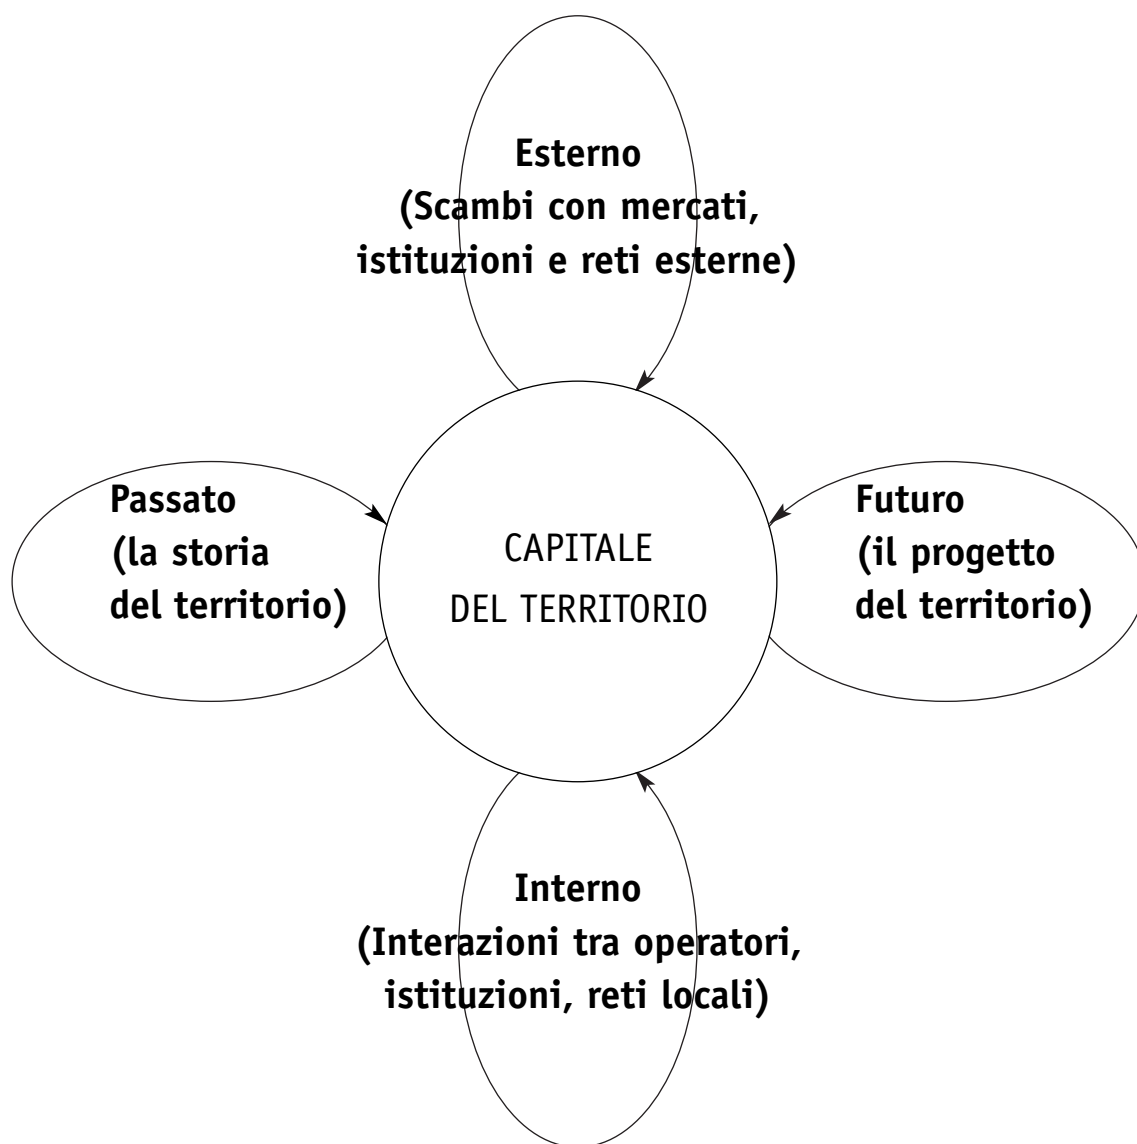 Esterno
(Scambi con mercati,
istituzioni e reti esterne)
Passato
(la storia
del territorio)
CAPITALE
DEL TERRITORIO
Futuro
(il progetto
del territorio)
Interno
(Interazioni tra operatori,
istituzioni, reti locali)